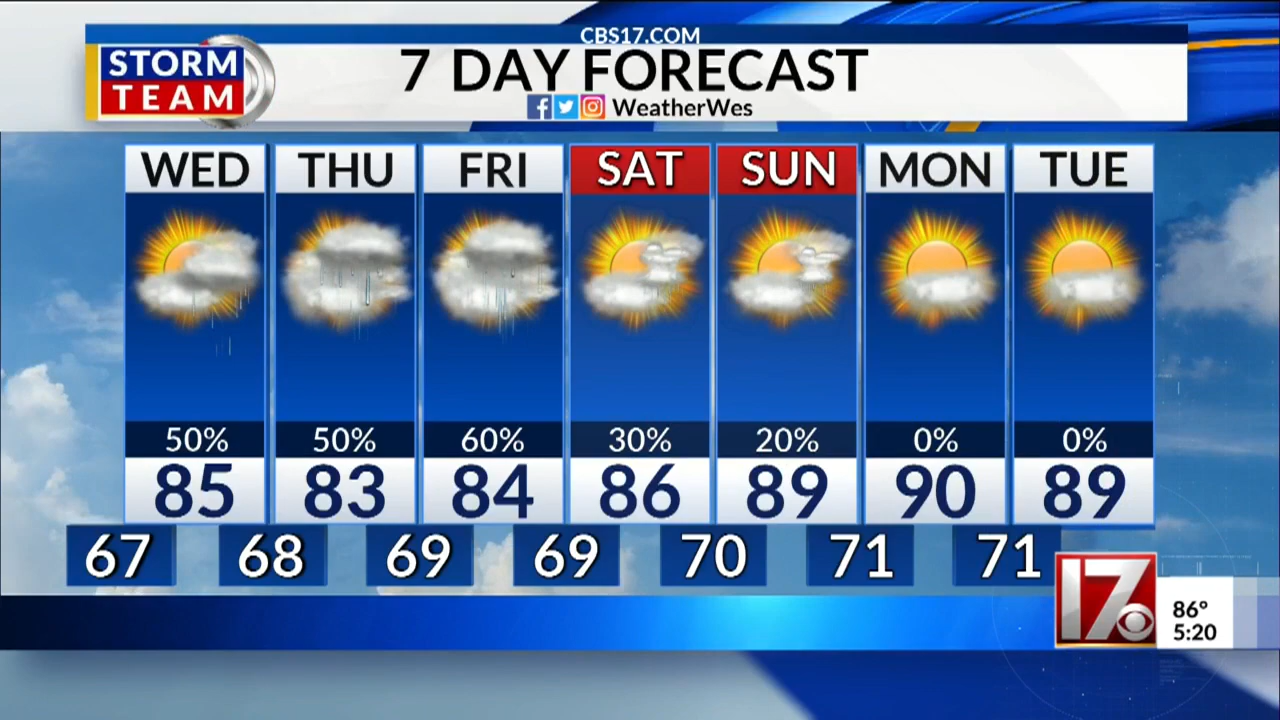 CBS17.COM
STORM
TEAM
7 DAY FORECAST
WeatherWes
WED THU FRI SAT SUN MON TUE
50% 50% 60% 30% 20% 0% 0%
85 83 84 86 89 90 89
67 68 69 69 70 71 71
17
86°
5:20